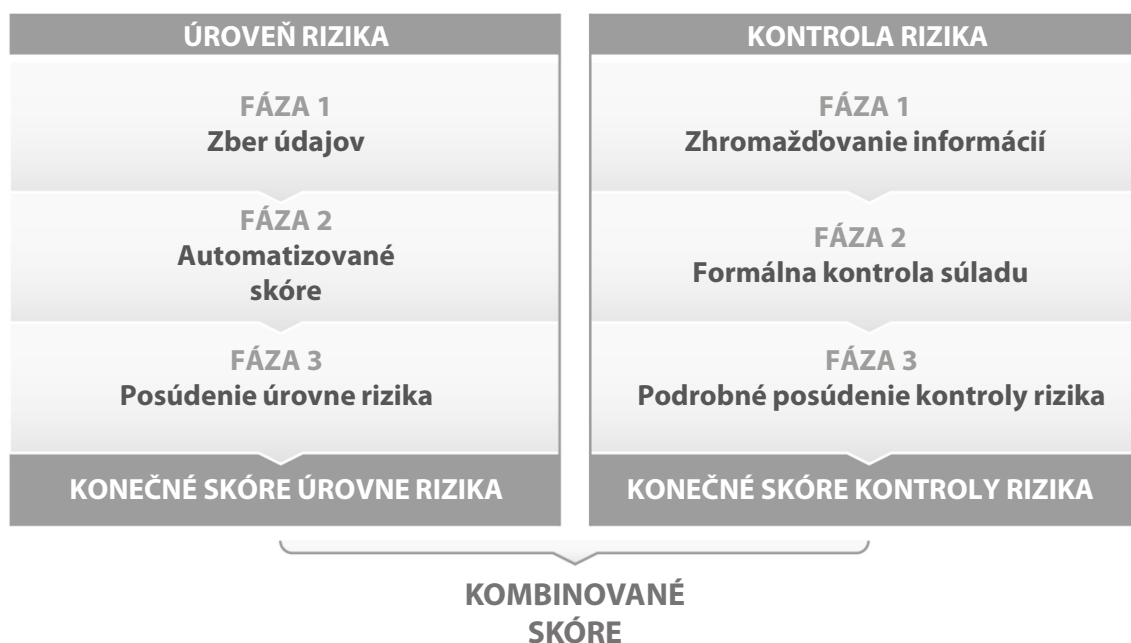 ÚROVEŇ RIZIKA
FÁZA 1
Zber údajov
FÁZA 2
Automatizované
skóre
FÁZA 3
Posúdenie úrovne rizika
KONEČNÉ SKÓRE ÚROVNE RIZIKA
KONTROLA RIZIKA
FÁZA 1
Zhromažďovanie informácií
FÁZA 2
Formálna kontrola súladu
FÁZA 3
Podrobné posúdenie kontroly rizika
KONEČNÉ SKÓRE KONTROLY RIZIKA
KOMBINOVANÉ
SKÓRE